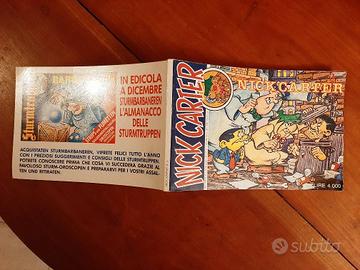 IN EDICOLA
A DICEMBRE
STURMBARBANEREN
L'ALMANACCO
DELLE
STURMTRUPPEN
ACQUISTATEN STURMBARBANEREN, VIVRETE FELICI TUTTO L'ANNO
CON I PREZIOSI SUGGERIMENTI E CONSIGLI DELLE STURMTRUPPEN.
POTRETE CONOSCERE PRIMA CHE COSA VI SUCCEDERÀ GRAZIE AL
FAVOLOSO STURM-OROSCOPEN E PREPARARVI PER I VOSTRI ASSAL-
TEN UND RITIRATEN.
NICK CARTER
NICK CARTER
LIRE 4.000
subito